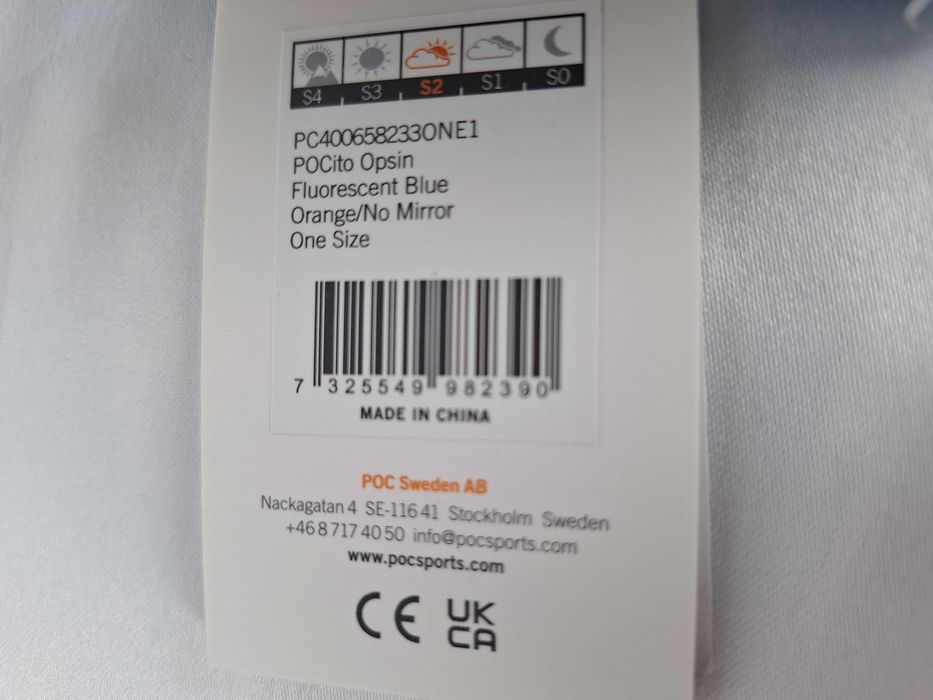 S4 S3 S2 S1 S0
PC400658233ONE1
POCito Opsin
Fluorescent Blue
Orange/No Mirror
One Size
7 325549 982390
MADE IN CHINA
POC Sweden AB
Nackagatan 4 SE-116 41 Stockholm Sweden
+46 8 717 40 50 info@pocsports.com
www.pocsports.com
CE UK
CA